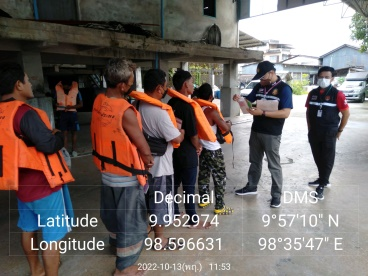 Decimal DMS
Latitude 9.952974 9°57'10" N
Longitude 98.596631 98°35'47" E
2022-10-13(พฤ.) 11:53